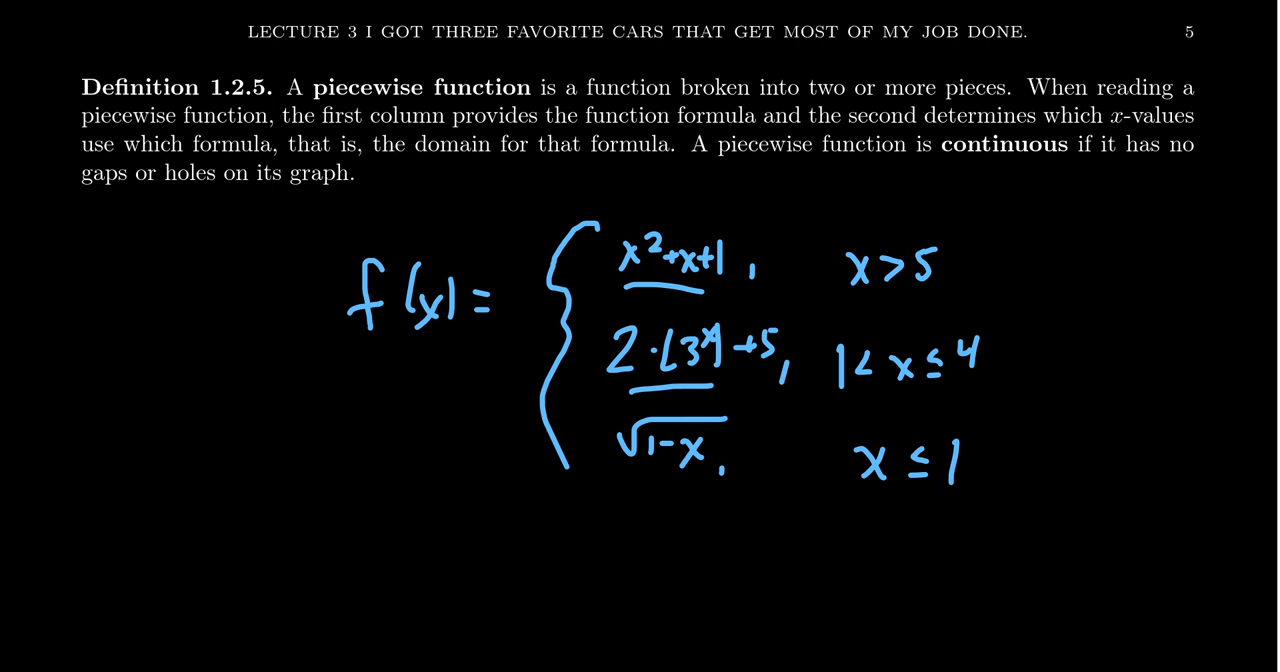 LECTURE 3 I GOT THREE FAVORITE CARS THAT GET MOST OF MY JOB DONE. 5
Definition 1.2.5. A piecewise function is a function broken into two or more pieces. When reading a
piecewise function, the first column provides the function formula and the second determines which x-values
use which formula, that is, the domain for that formula. A piecewise function is continuous if it has no
gaps or holes on its graph.
x²+x+1, x > 5
f(x) =
2·(3ˣ)+5, 1 < x ≤ 4
√(1-x), x ≤ 1